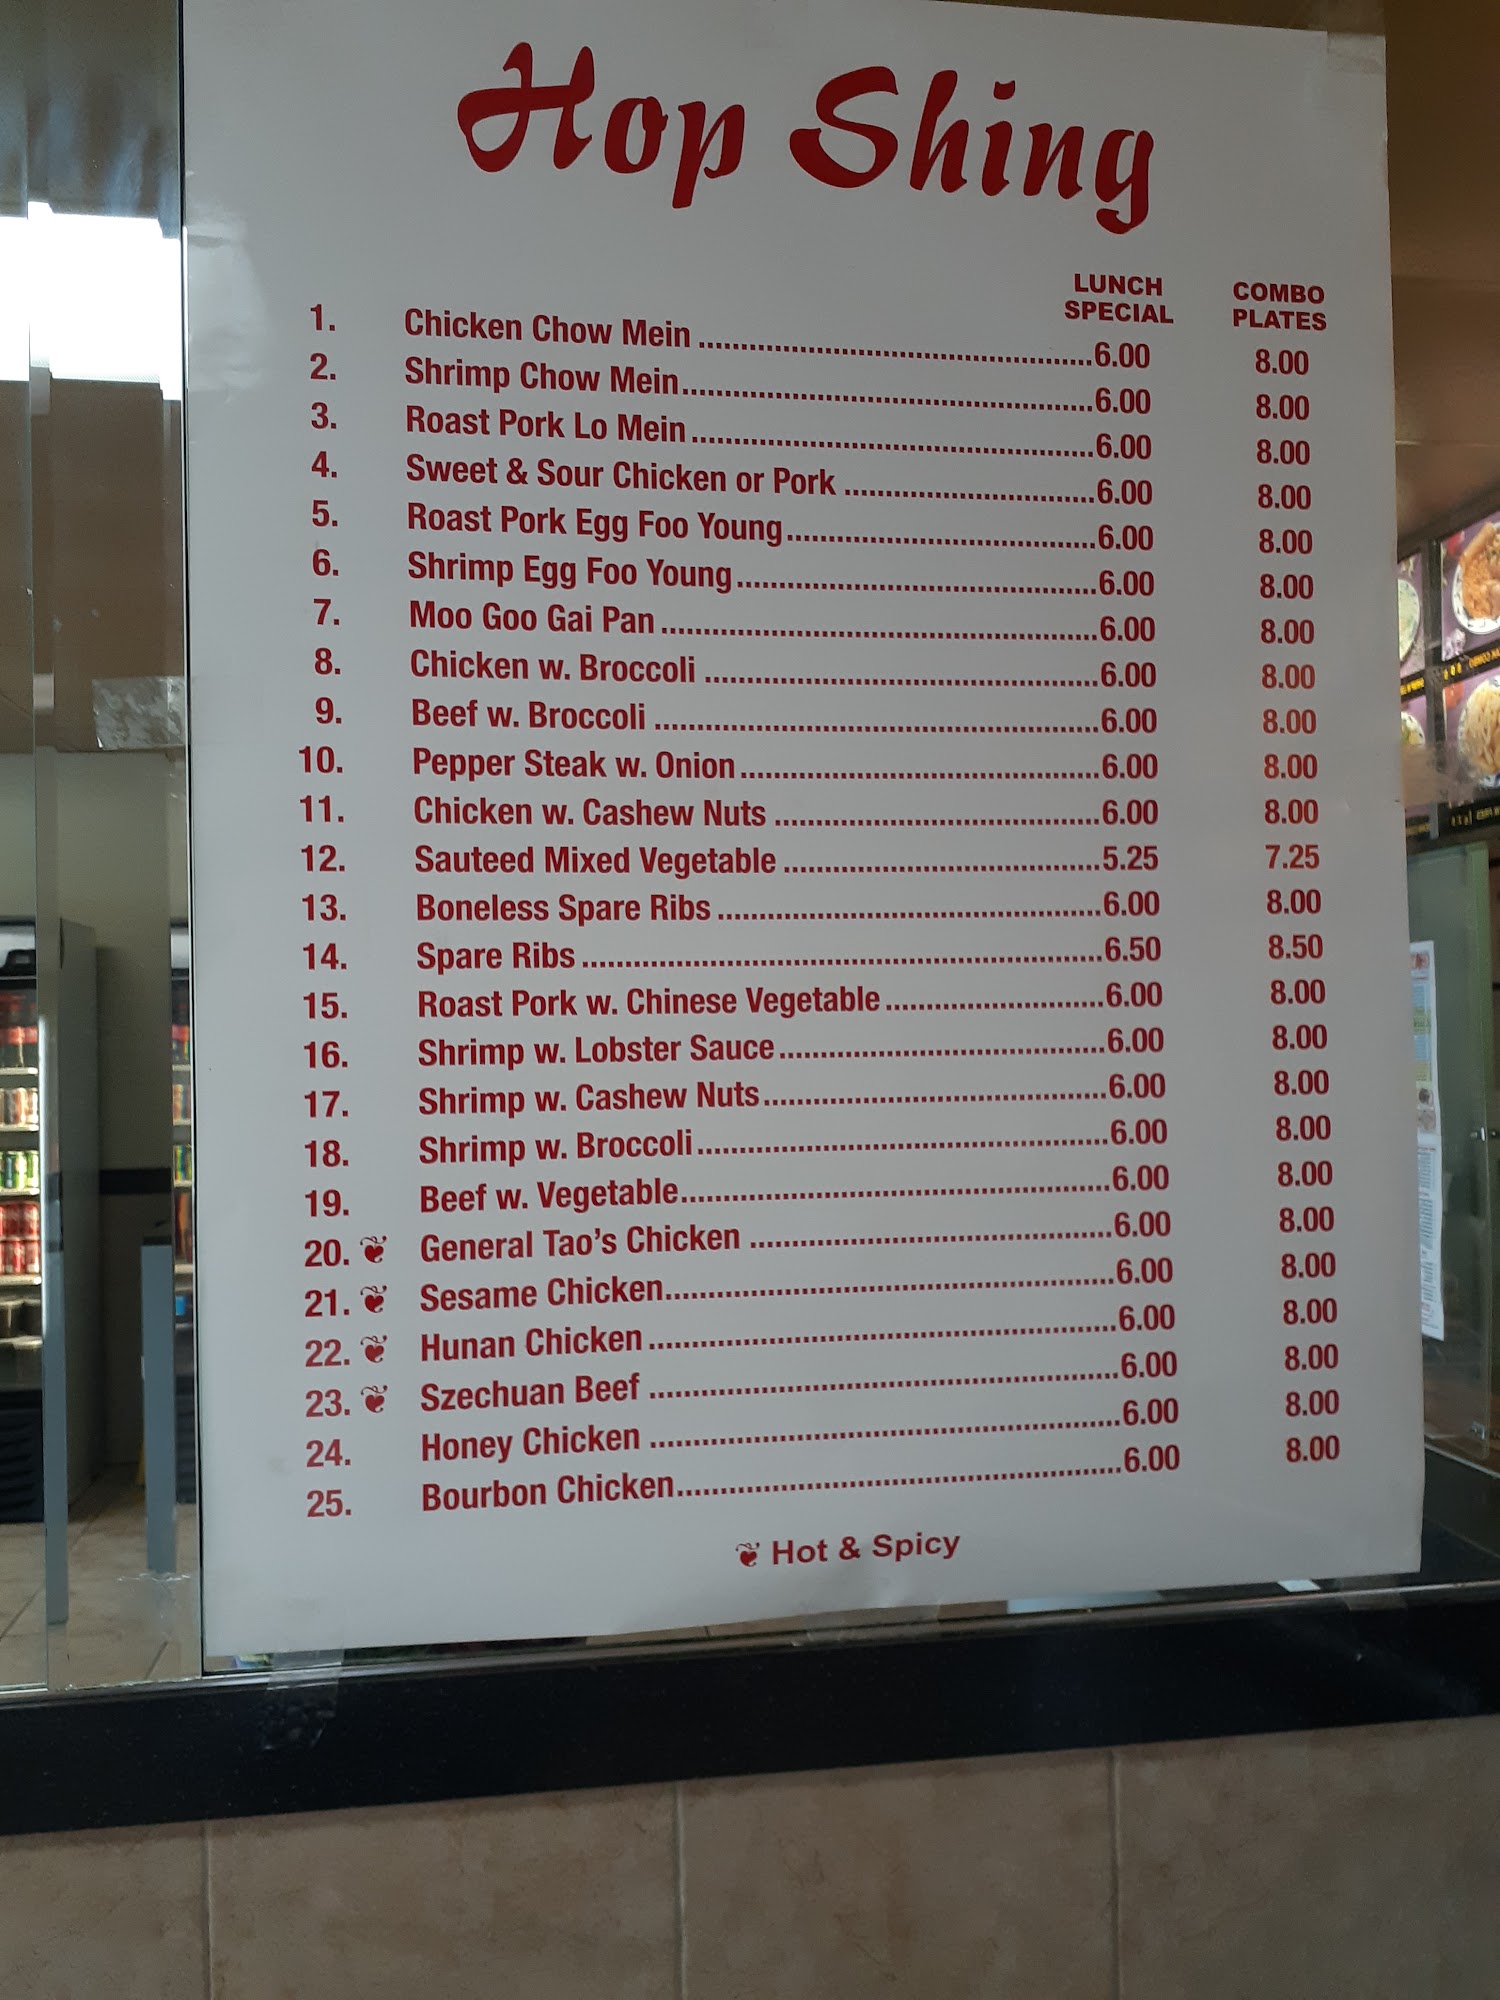 Hop Shing
LUNCH SPECIAL COMBO PLATES
1. Chicken Chow Mein ........ 6.00 8.00
2. Shrimp Chow Mein ........ 6.00 8.00
3. Roast Pork Lo Mein ........ 6.00 8.00
4. Sweet & Sour Chicken or Pork ........ 6.00 8.00
5. Roast Pork Egg Foo Young ........ 6.00 8.00
6. Shrimp Egg Foo Young ........ 6.00 8.00
7. Moo Goo Gai Pan ........ 6.00 8.00
8. Chicken w. Broccoli ........ 6.00 8.00
9. Beef w. Broccoli ........ 6.00 8.00
10. Pepper Steak w. Onion ........ 6.00 8.00
11. Chicken w. Cashew Nuts ........ 6.00 8.00
12. Sauteed Mixed Vegetable ........ 5.25 7.25
13. Boneless Spare Ribs ........ 6.00 8.00
14. Spare Ribs ........ 6.50 8.50
15. Roast Pork w. Chinese Vegetable ........ 6.00 8.00
16. Shrimp w. Lobster Sauce ........ 6.00 8.00
17. Shrimp w. Cashew Nuts ........ 6.00 8.00
18. Shrimp w. Broccoli ........ 6.00 8.00
19. Beef w. Vegetable ........ 6.00 8.00
20. ❦ General Tao's Chicken ........ 6.00 8.00
21. ❦ Sesame Chicken ........ 6.00 8.00
22. ❦ Hunan Chicken ........ 6.00 8.00
23. ❦ Szechuan Beef ........ 6.00 8.00
24. Honey Chicken ........ 6.00 8.00
25. Bourbon Chicken ........ 6.00 8.00
❦ Hot & Spicy